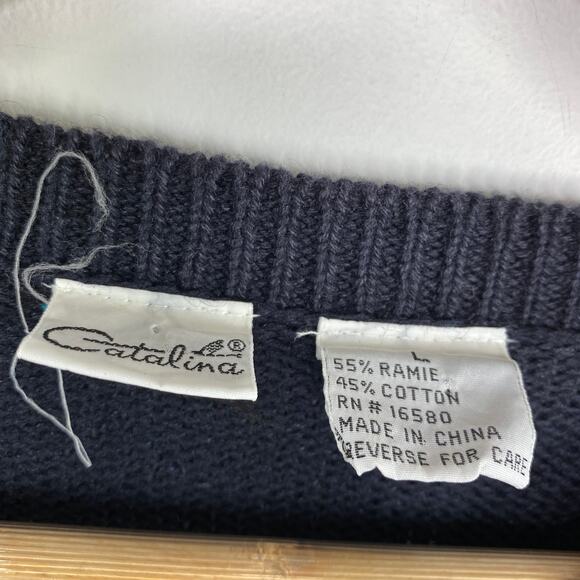 Catalina ®
L
55% RAMIE
45% COTTON
RN # 16580
MADE IN CHINA
REVERSE FOR CARE